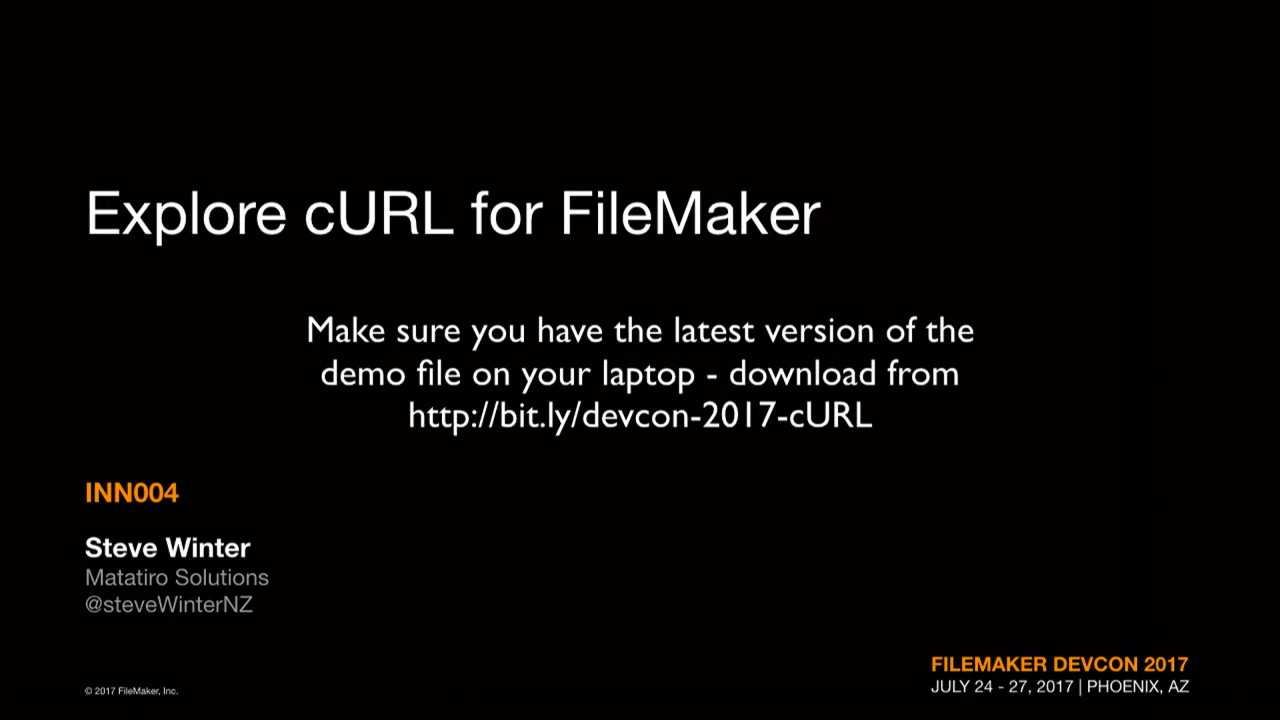 Explore cURL for FileMaker
Make sure you have the latest version of the
demo file on your laptop - download from
http://bit.ly/devcon-2017-cURL
INN004
Steve Winter
Matatiro Solutions
@steveWinterNZ
FILEMAKER DEVCON 2017
JULY 24 - 27, 2017 | PHOENIX, AZ
© 2017 FileMaker, Inc.